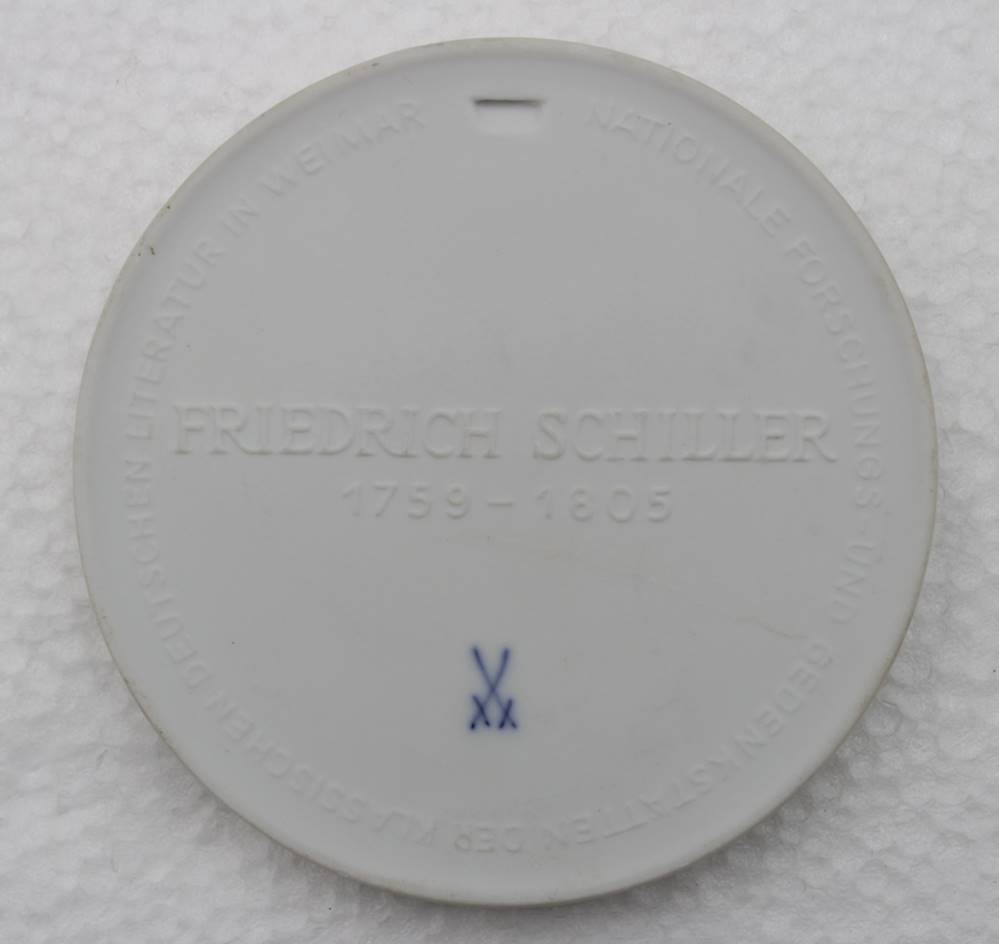 NATIONALE FORSCHUNGS-UND GEDENKSTÄTTEN DER KLASSISCHEN DEUTSCHEN LITERATUR IN WEIMAR
FRIEDRICH SCHILLER
1759-1805